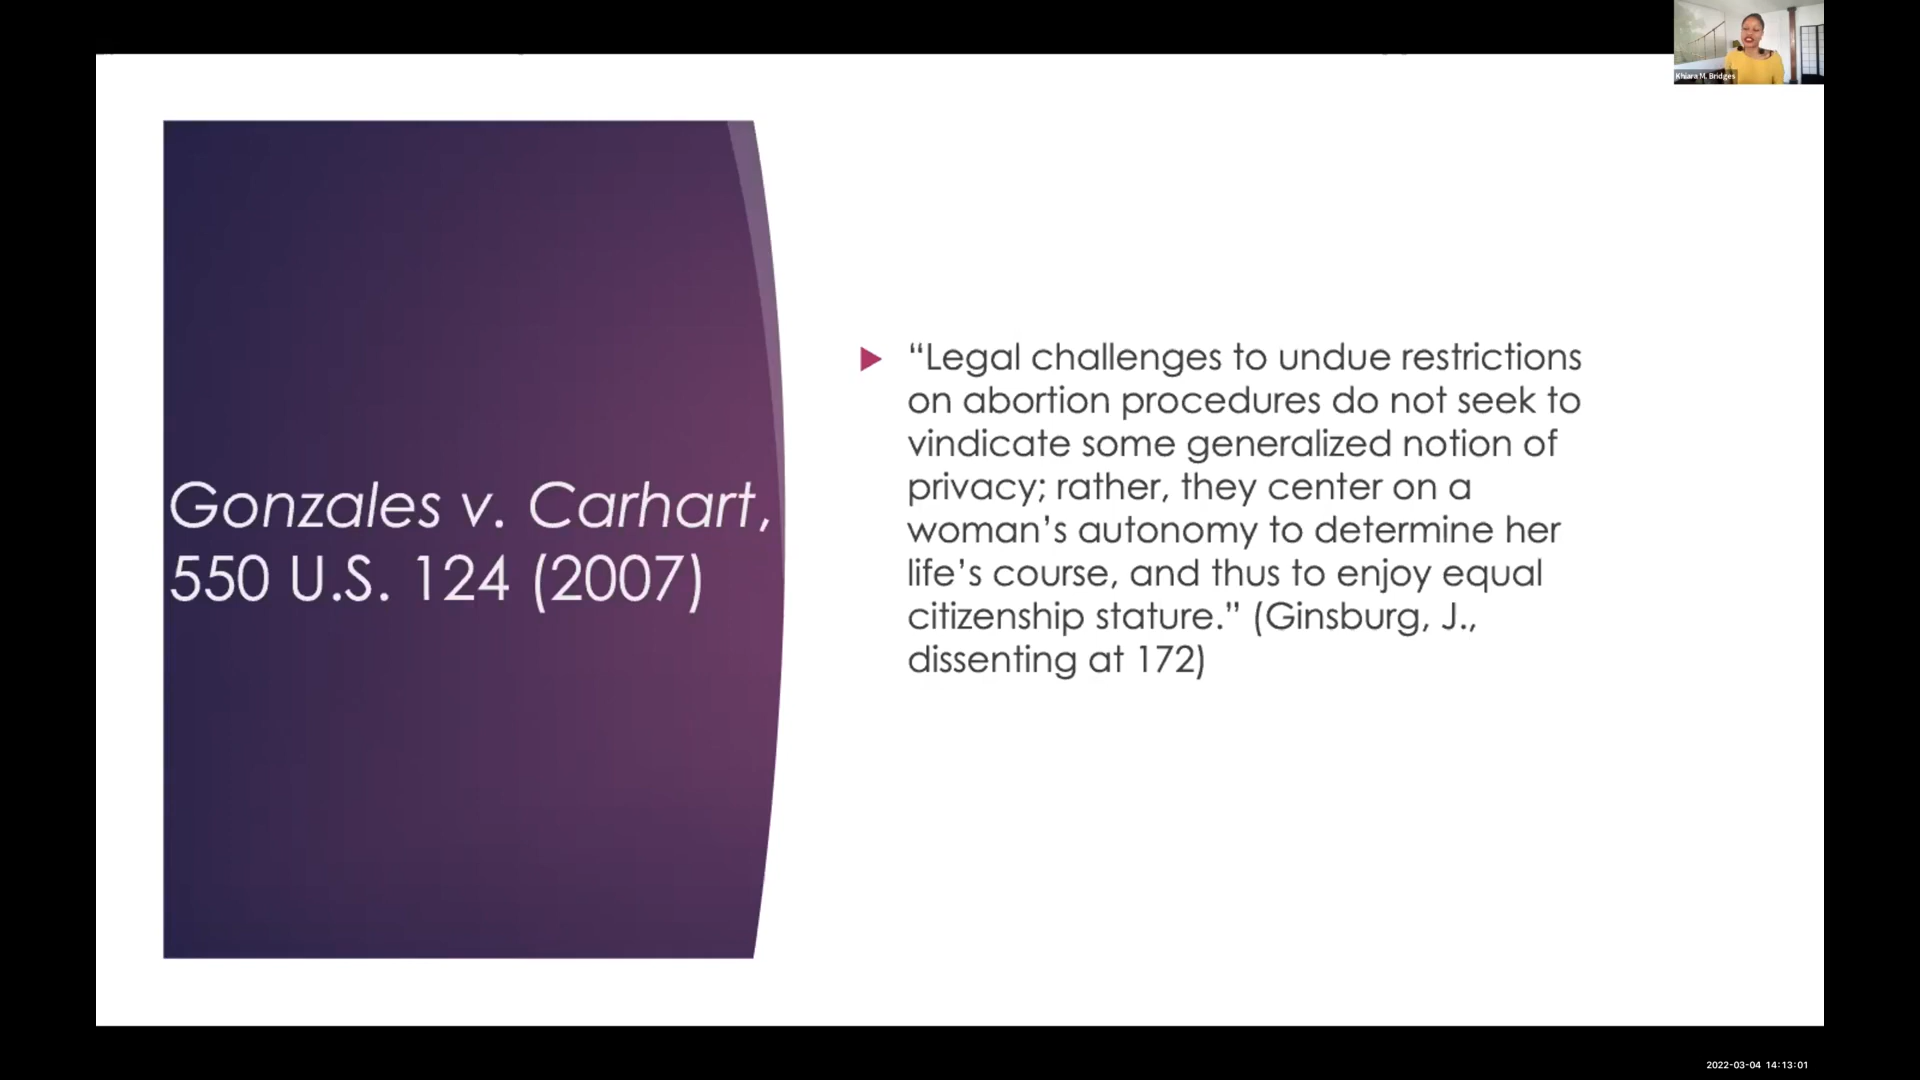 Khiara M. Bridges
Gonzales v. Carhart,
550 U.S. 124 (2007)
“Legal challenges to undue restrictions
on abortion procedures do not seek to
vindicate some generalized notion of
privacy; rather, they center on a
woman’s autonomy to determine her
life’s course, and thus to enjoy equal
citizenship stature.” (Ginsburg, J.,
dissenting at 172)
2022-03-04 14:13:01